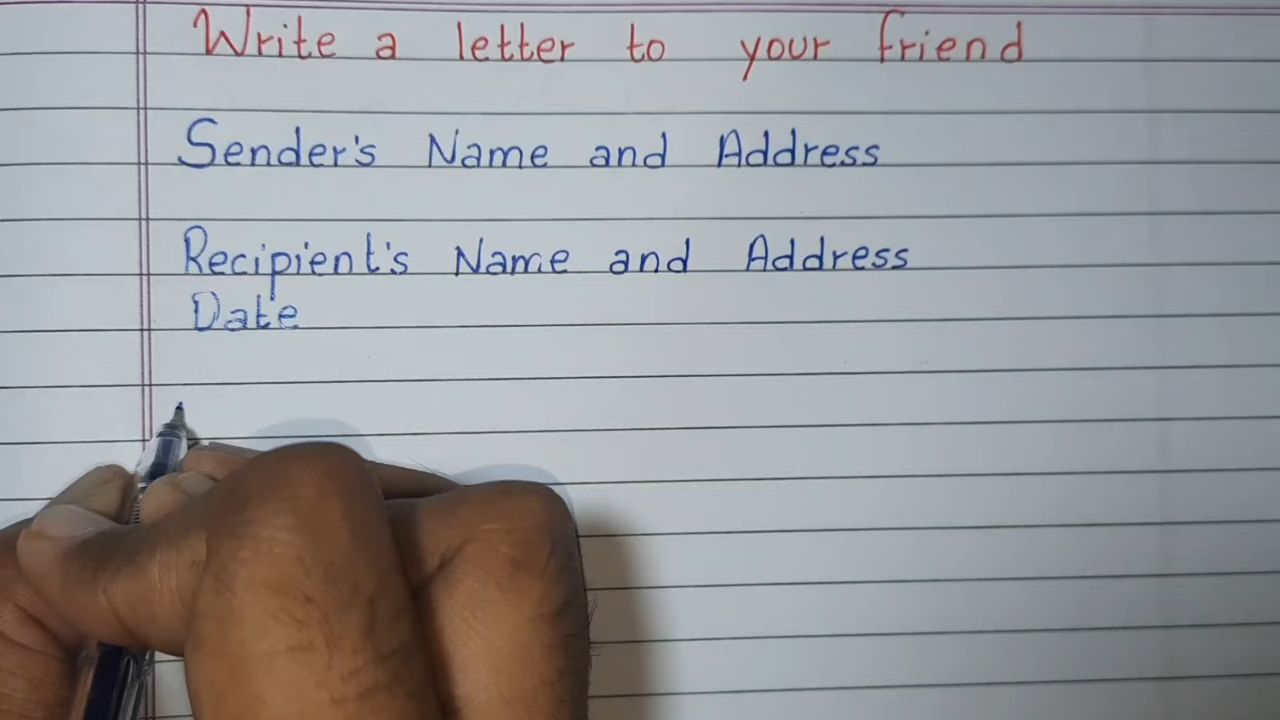 Write a letter to your friend
Sender's Name and Address
Recipient's Name and Address
Date